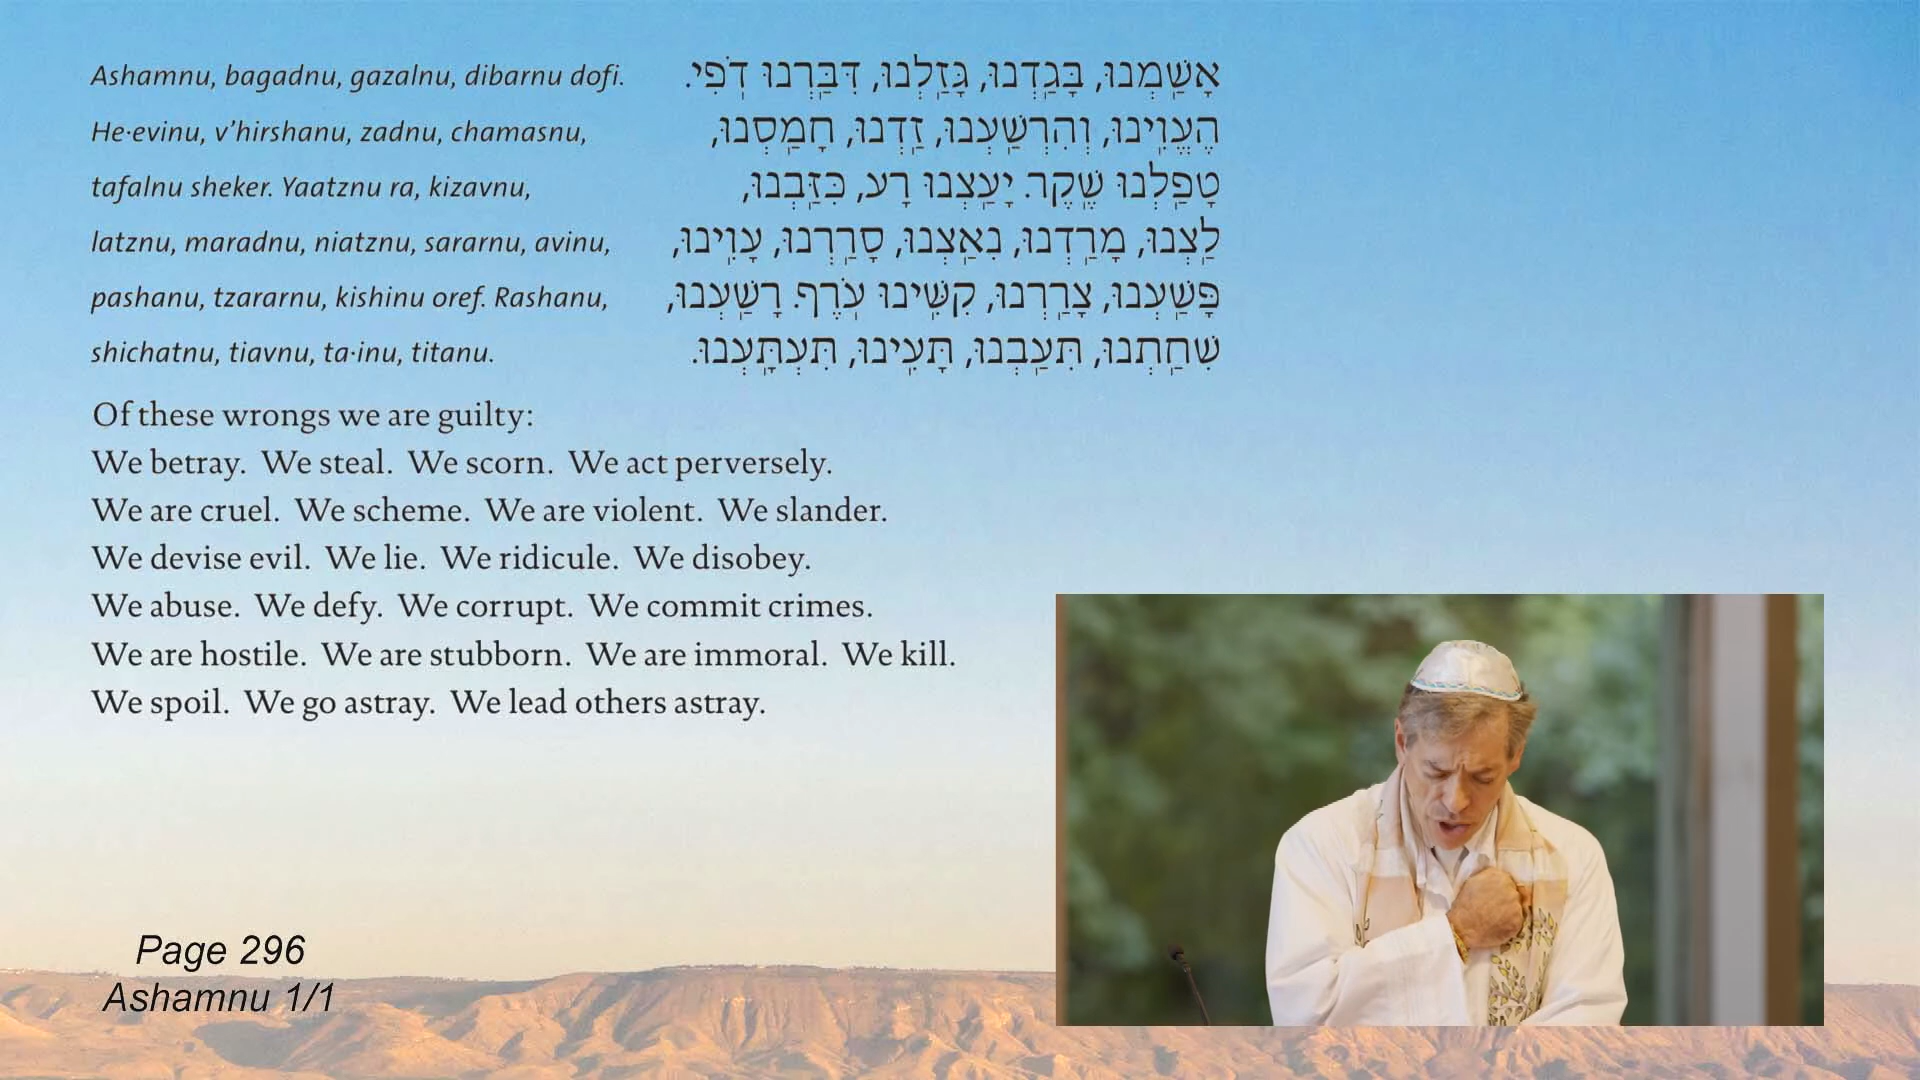 Ashamnu, bagadnu, gazalnu, dibarnu dofi.
He·evinu, v’hirshanu, zadnu, chamasnu,
tafalnu sheker. Yaatznu ra, kizavnu,
latznu, maradnu, niatznu, sararnu, avinu,
pashanu, tzararnu, kishinu oref. Rashanu,
shichatnu, tiavnu, ta·inu, titanu.
אָשַֽׁמְנוּ, בָּגַֽדְנוּ, גָּזַֽלְנוּ, דִּבַּֽרְנוּ דֹֽפִי.
הֶעֱוִֽינוּ, וְהִרְשַֽׁעְנוּ, זַֽדְנוּ, חָמַֽסְנוּ,
טָפַֽלְנוּ שֶֽׁקֶר. יָעַֽצְנוּ רָע, כִּזַּֽבְנוּ,
לַֽצְנוּ, מָרַֽדְנוּ, נִאַֽצְנוּ, סָרַֽרְנוּ, עָוִֽינוּ,
פָּשַֽׁעְנוּ, צָרַֽרְנוּ, קִשִּֽׁינוּ עֹֽרֶף. רָשַֽׁעְנוּ,
שִׁחַֽתְנוּ, תִּעַֽבְנוּ, תָּעִֽינוּ, תִּעְתָּֽעְנוּ.
Of these wrongs we are guilty:
We betray. We steal. We scorn. We act perversely.
We are cruel. We scheme. We are violent. We slander.
We devise evil. We lie. We ridicule. We disobey.
We abuse. We defy. We corrupt. We commit crimes.
We are hostile. We are stubborn. We are immoral. We kill.
We spoil. We go astray. We lead others astray.
Page 296
Ashamnu 1/1